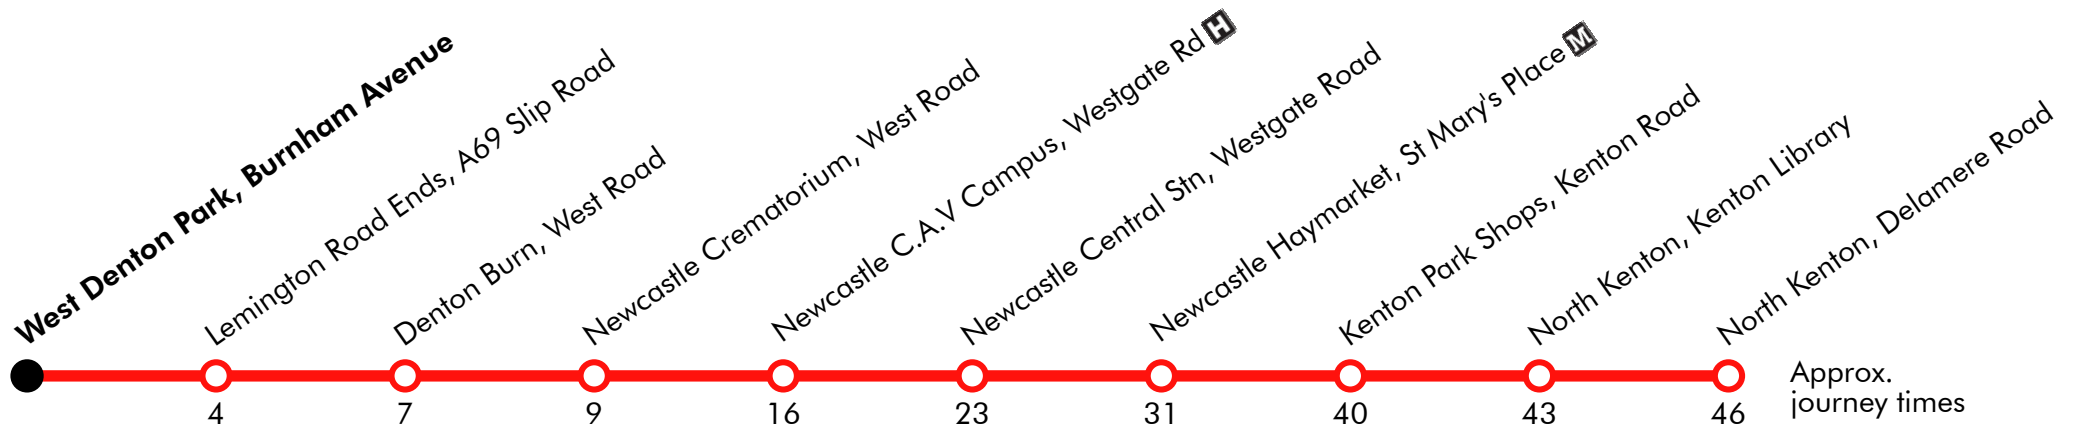 West Denton Park, Burnham Avenue
Lemington Road Ends, A69 Slip Road
Denton Burn, West Road
Newcastle Crematorium, West Road
Newcastle C.A.V Campus, Westgate Rd H
Newcastle Central Stn, Westgate Road
Newcastle Haymarket, St Mary's Place M
Kenton Park Shops, Kenton Road
North Kenton, Kenton Library
North Kenton, Delamere Road
4 7 9 16 23 31 40 43 46
Approx.
journey times